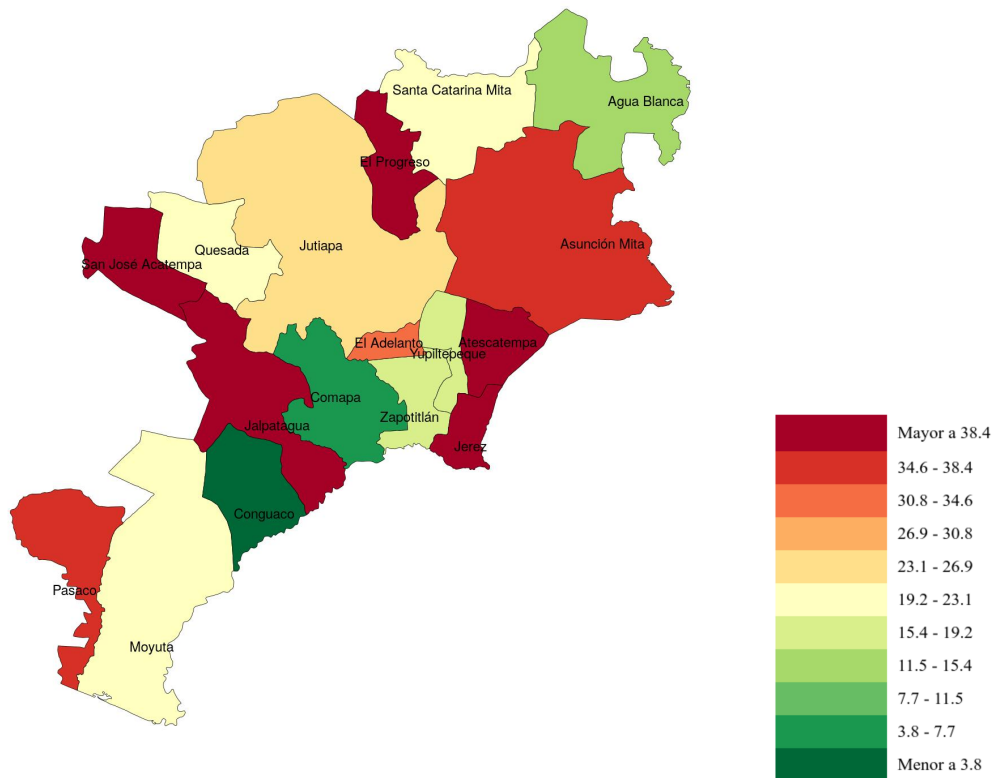 Santa Catarina Mita
Agua Blanca
El Progreso
Asunción Mita
Jutiapa
Quesada
San José Acatempa
El Adelanto
Atescatempa
Yupiltepeque
Comapa
Zapotitlán
Jalpatagua
Jerez
Conguaco
Pasaco
Moyuta
Mayor a 38.4
34.6 - 38.4
30.8 - 34.6
26.9 - 30.8
23.1 - 26.9
19.2 - 23.1
15.4 - 19.2
11.5 - 15.4
7.7 - 11.5
3.8 - 7.7
Menor a 3.8